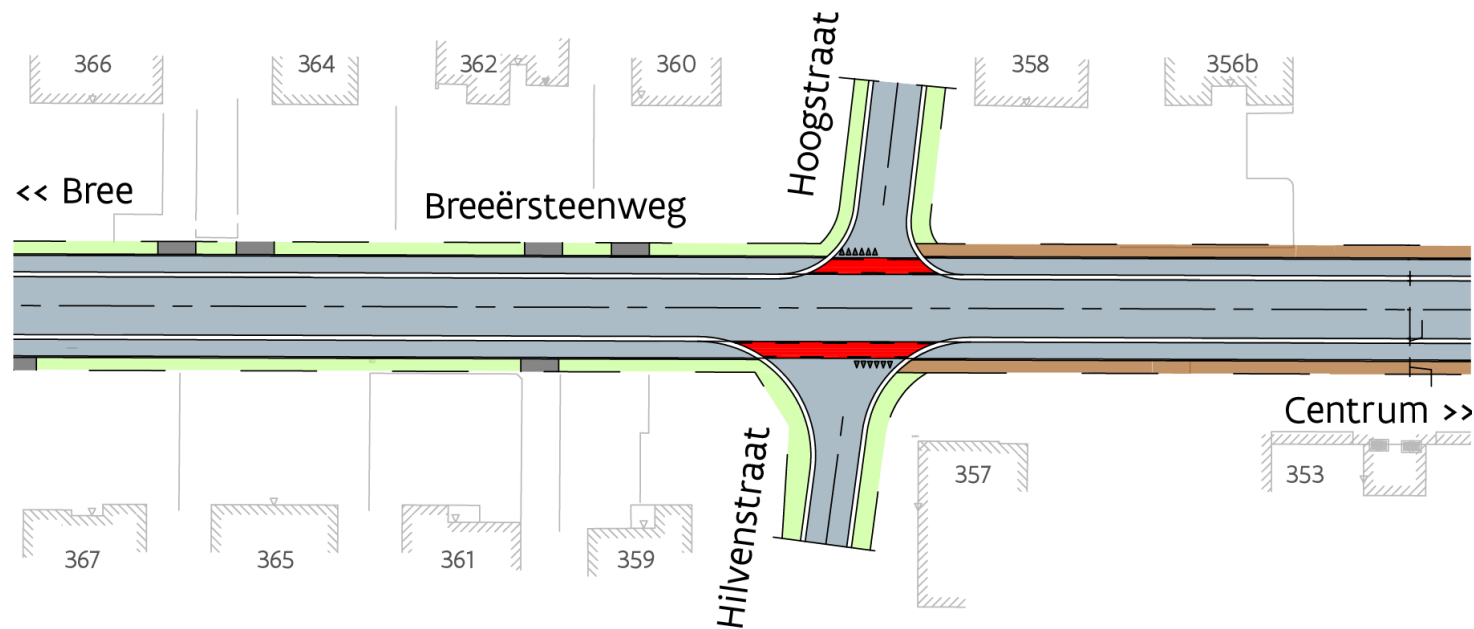 366
364
362
360
Hoogstraat
358
356b
<< Bree
Breeërsteenweg
Centrum >>
Hilvenstraat
357
353
367
365
361
359